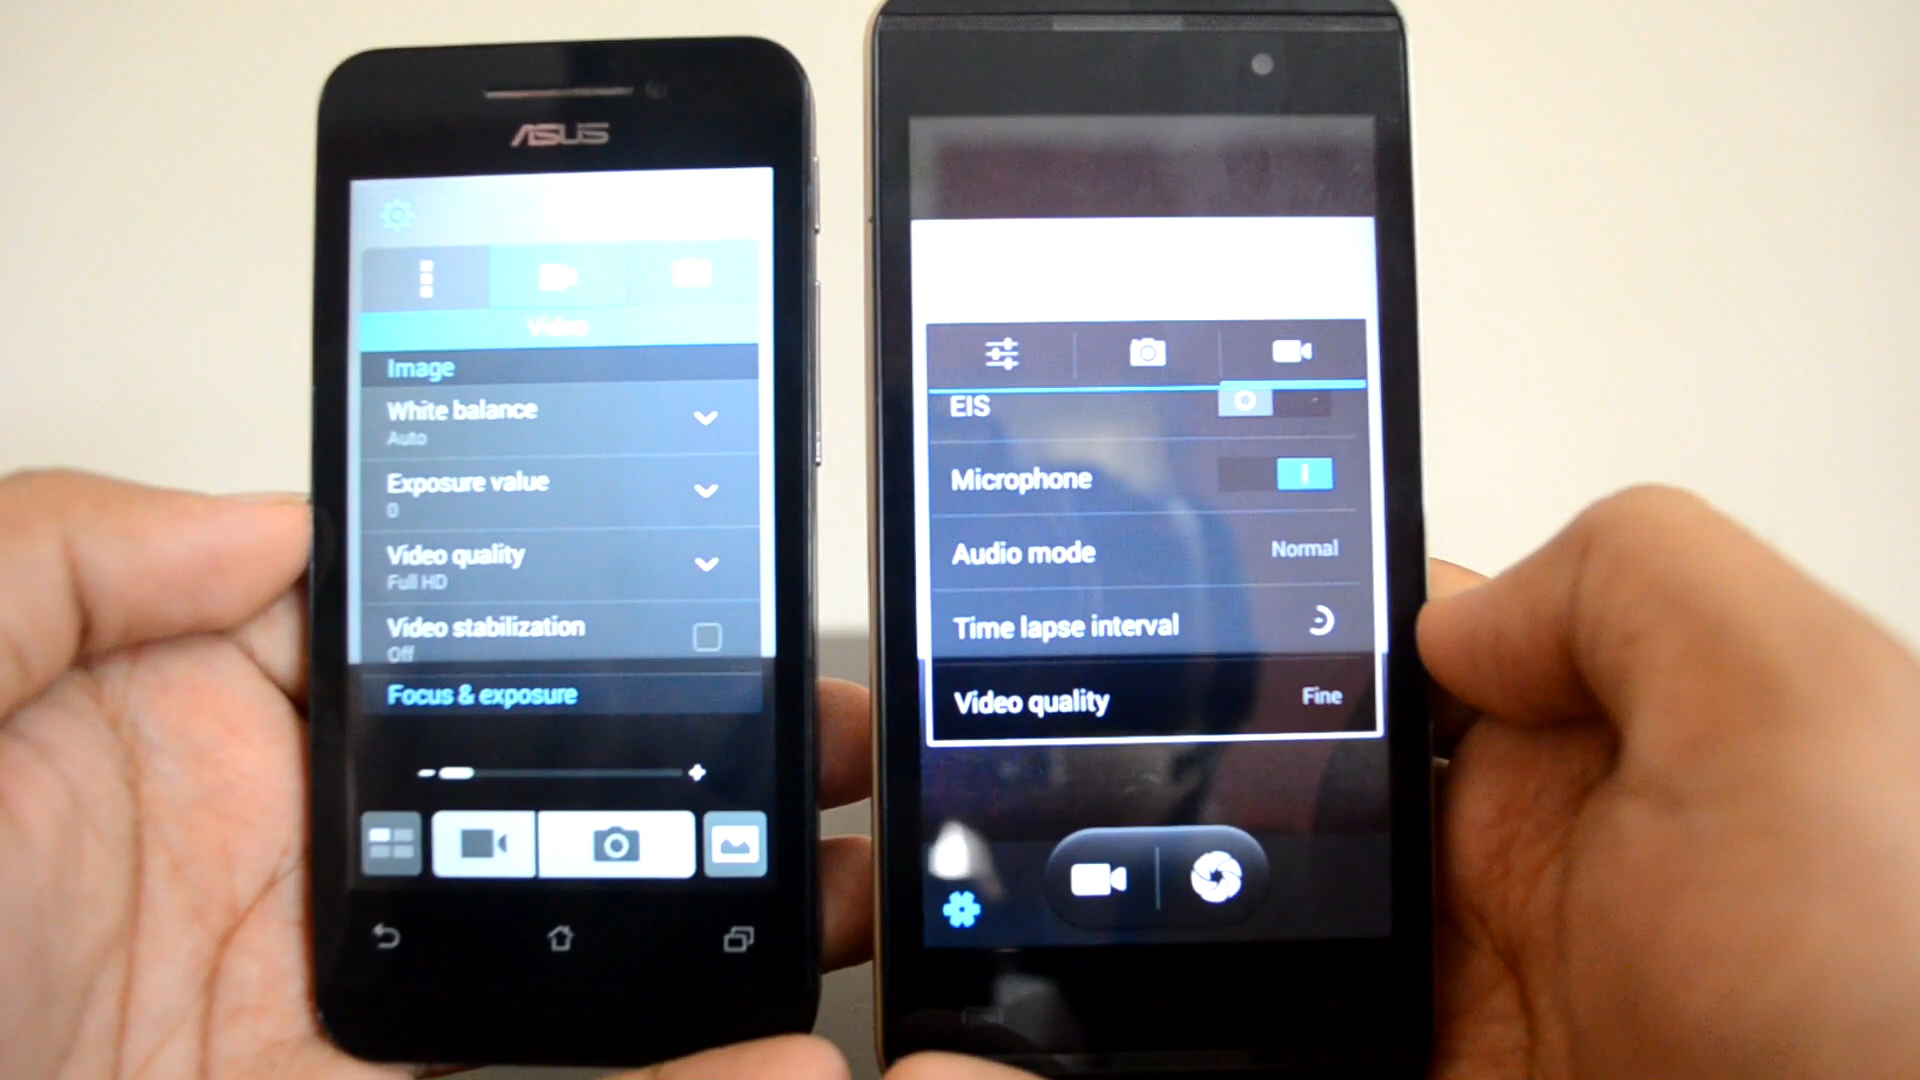 ASUS
Video
Image
White balance
Auto
Exposure value
0
Video quality
Full HD
Video stabilization
Off
Focus & exposure
EIS
Microphone
Audio mode Normal
Time lapse interval
Video quality Fine